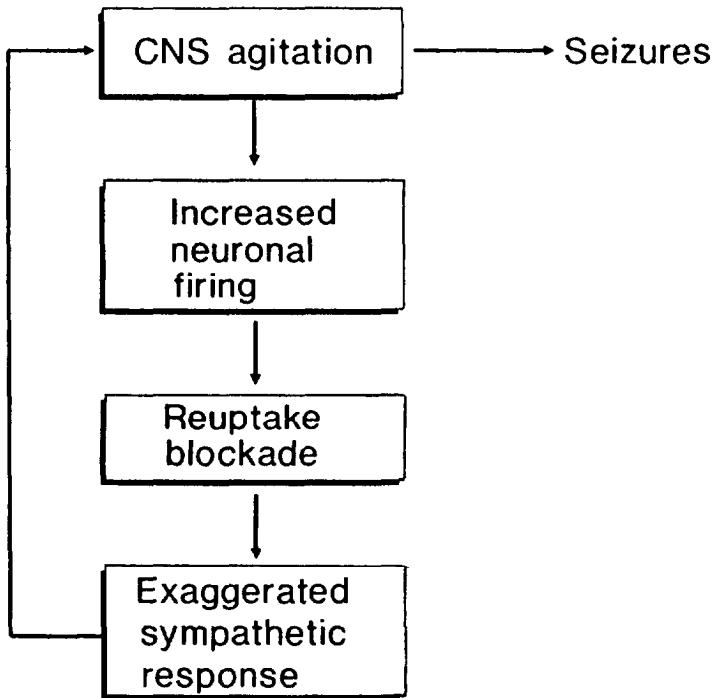 CNS agitation
Seizures
Increased
neuronal
firing
Reuptake
blockade
Exaggerated
sympathetic
response